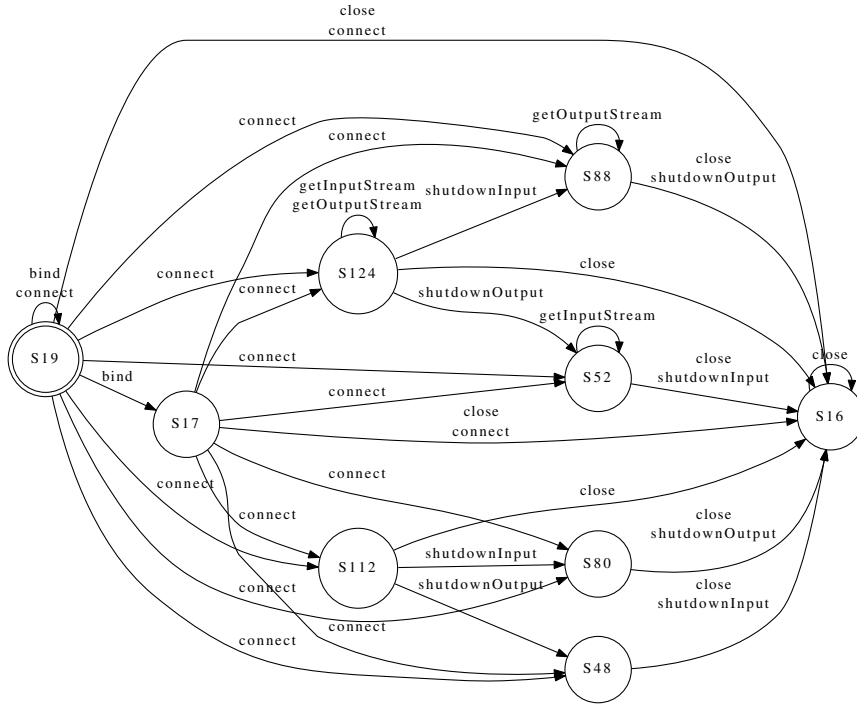 close
connect
connect
getOutputStream
connect
S88
close
shutdownOutput
getInputStream
getOutputStream
shutdownInput
bind
connect
connect
S124
close
connect
shutdownOutput
getInputStream
S19
connect
S52
close
shutdownInput
close
bind
connect
S17
close
connect
S16
connect
connect
connect
close
S112
shutdownInput
S80
close
shutdownOutput
shutdownOutput
connect
close
shutdownInput
connect
connect
S48